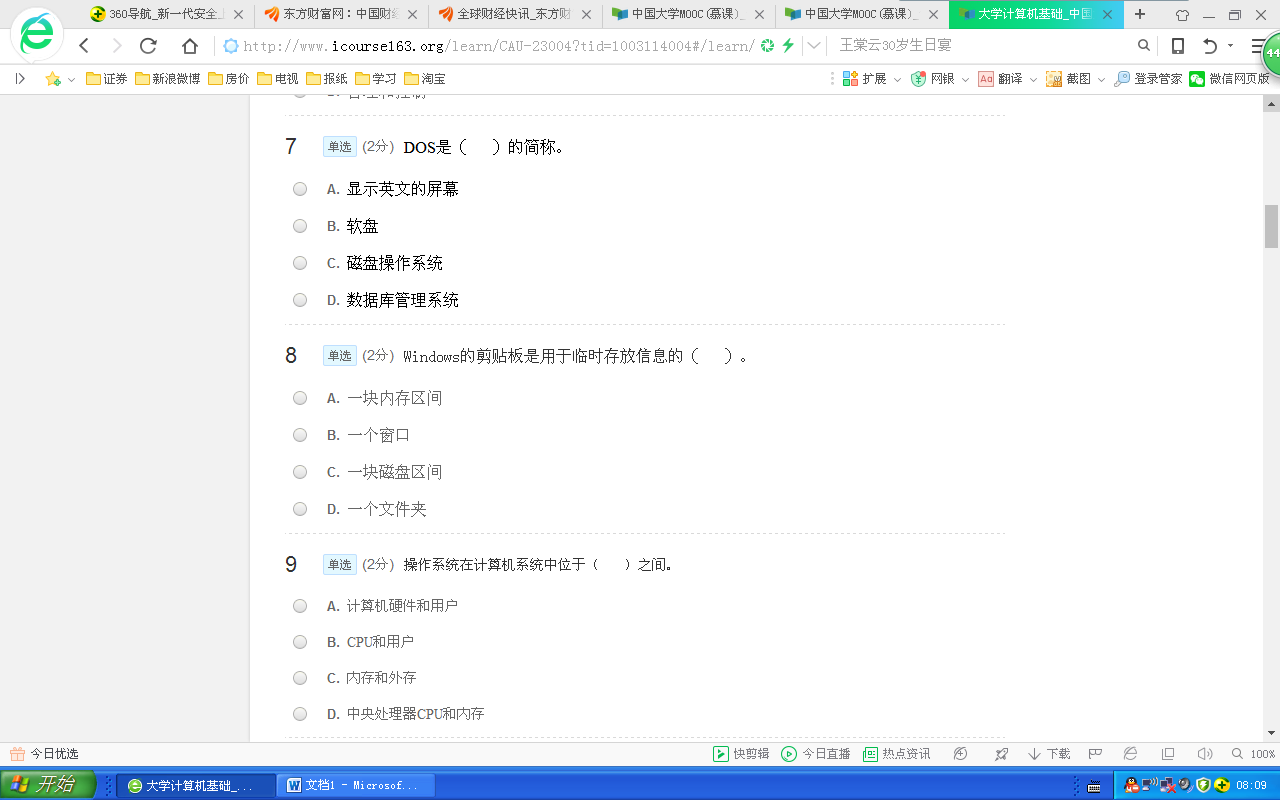 360导航_新一代安全上
东方财富网：中国财经
全球财经快讯_东方财
中国大学MOOC(慕课)_
中国大学MOOC(慕课)_
大学计算机基础_中国
44
http://www.icourse163.org/learn/CAU-23004?tid=1003114004#/learn/
王棠云30岁生日宴
证券 新浪微博 房价 电视 报纸 学习 淘宝
扩展 网银 翻译 截图 登录管家 微信网页版
7 单选 (2分) DOS是（ ）的简称。
A. 显示英文的屏幕
B. 软盘
C. 磁盘操作系统
D. 数据库管理系统
8 单选 (2分) Windows的剪贴板是用于临时存放信息的（ ）。
A. 一块内存区间
B. 一个窗口
C. 一块磁盘区间
D. 一个文件夹
9 单选 (2分) 操作系统在计算机系统中位于（ ）之间。
A. 计算机硬件和用户
B. CPU和用户
C. 内存和外存
D. 中央处理器CPU和内存
今日优选 快剪辑 今日直播 热点资讯 下载 100%
开始 大学计算机基础_... 文档1 - Microsof... 08:09